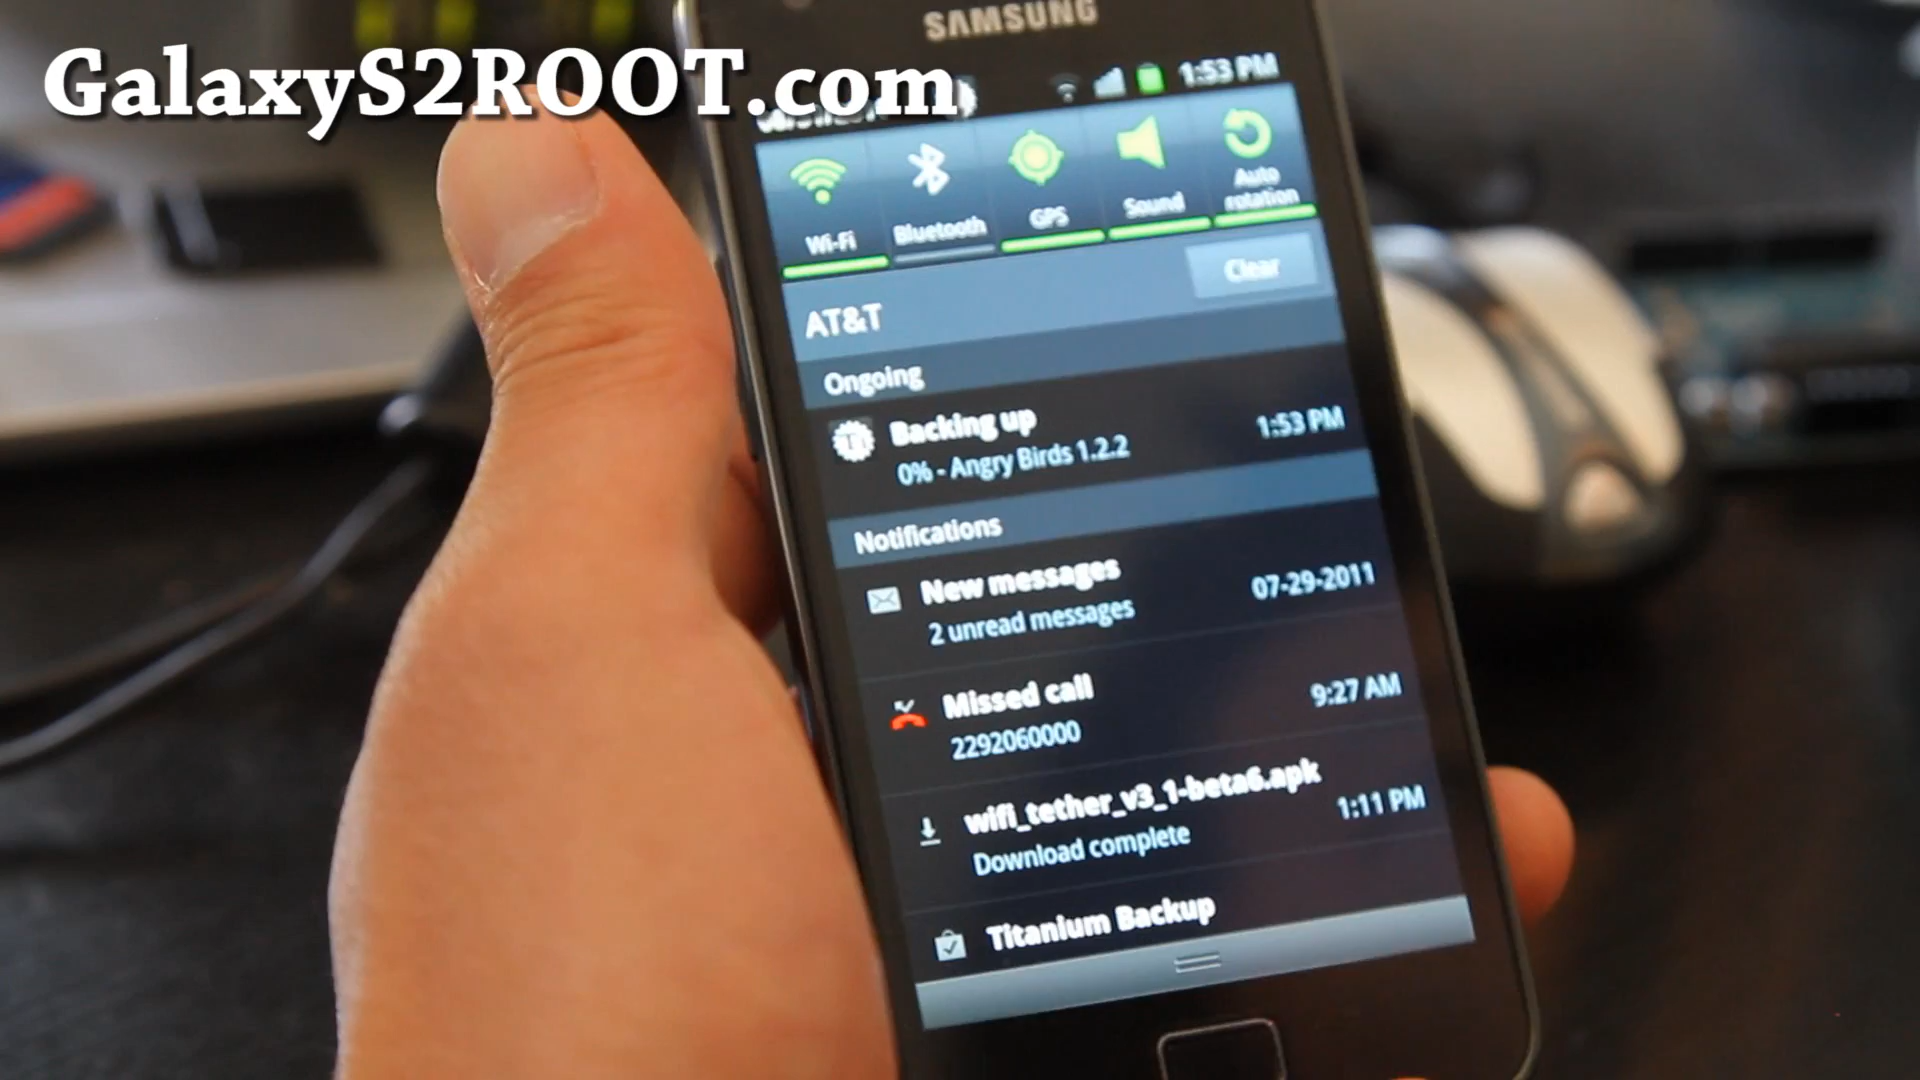 SAMSUNG
GalaxyS2ROOT.com
1:53 PM
Wi-Fi
Bluetooth
GPS
Sound
Auto
rotation
AT&T
Clear
Ongoing
Backing up
0% - Angry Birds 1.2.2
1:53 PM
Notifications
New messages
2 unread messages
07-29-2011
Missed call
2292060000
9:27 AM
wifi_tether_v3_1-beta6.apk
Download complete
1:11 PM
Titanium Backup